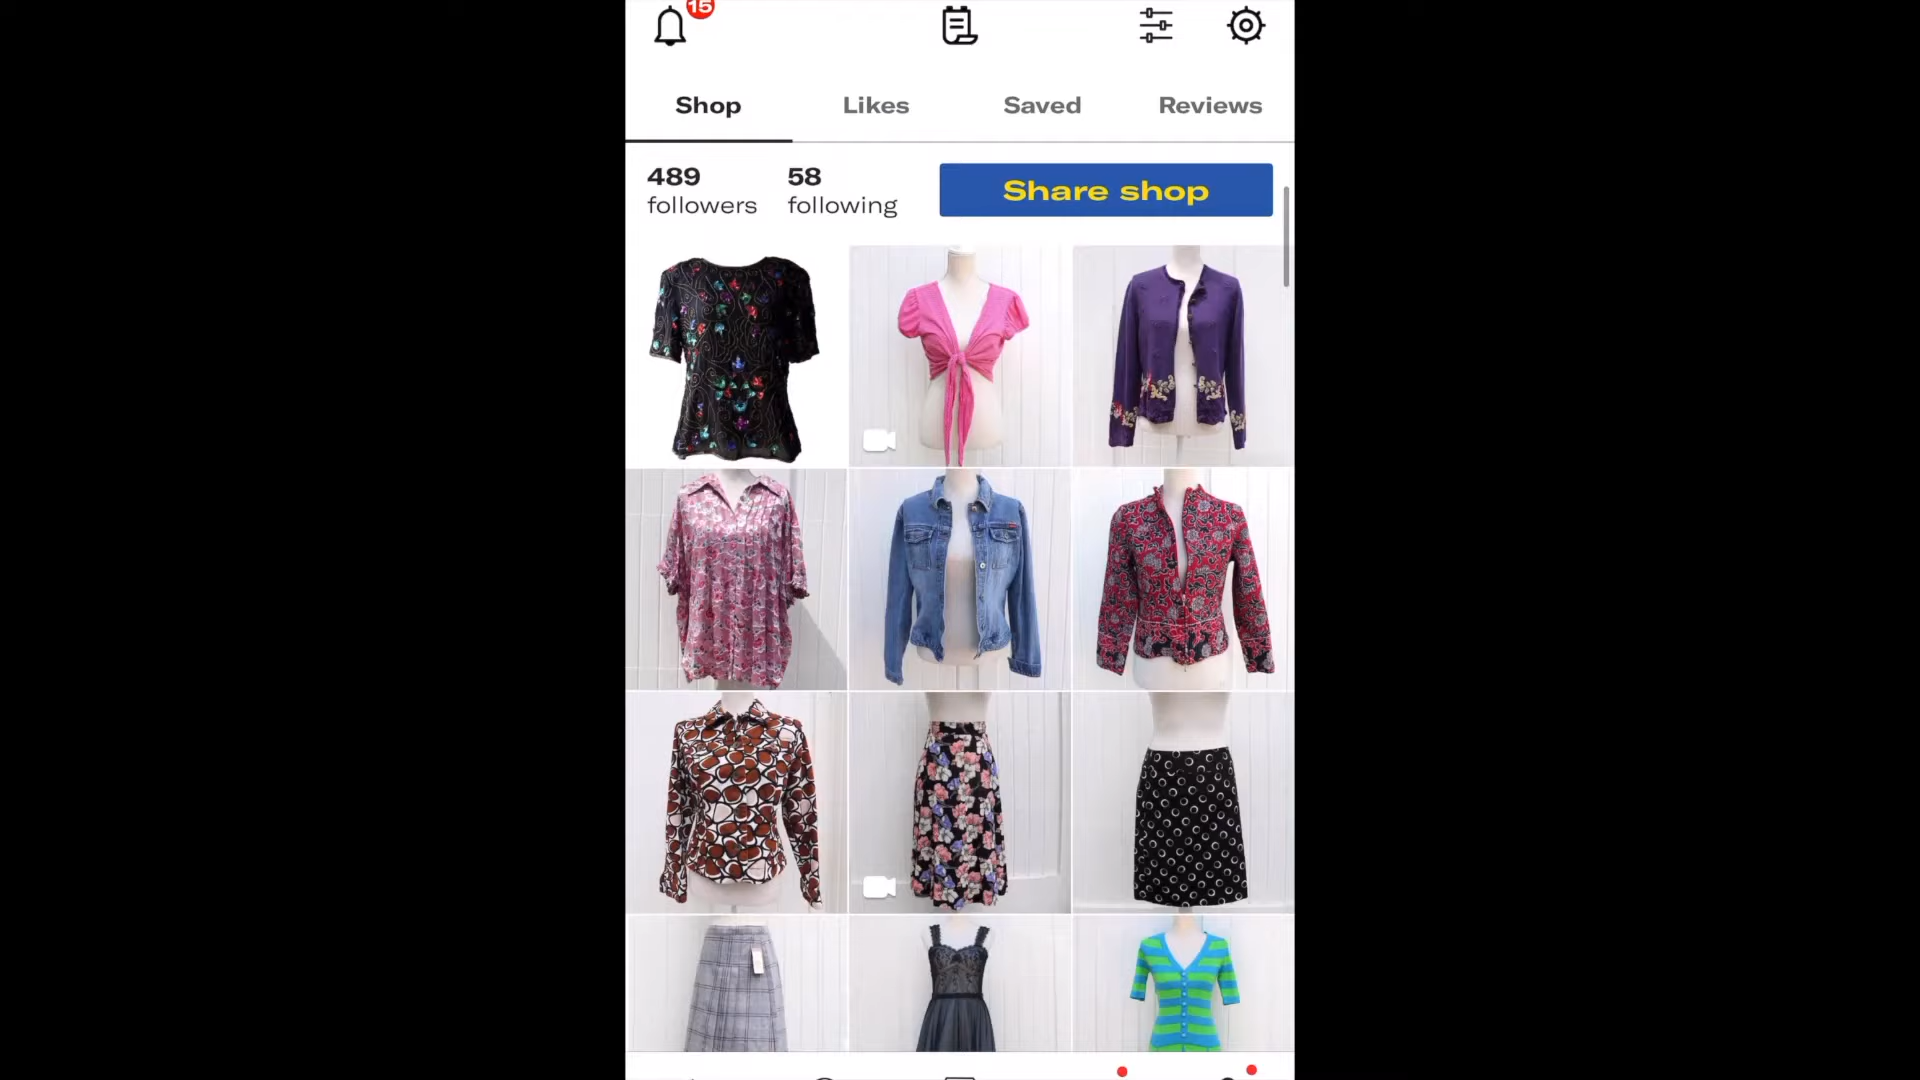 15
Shop Likes Saved Reviews
489 58
followers following
Share shop